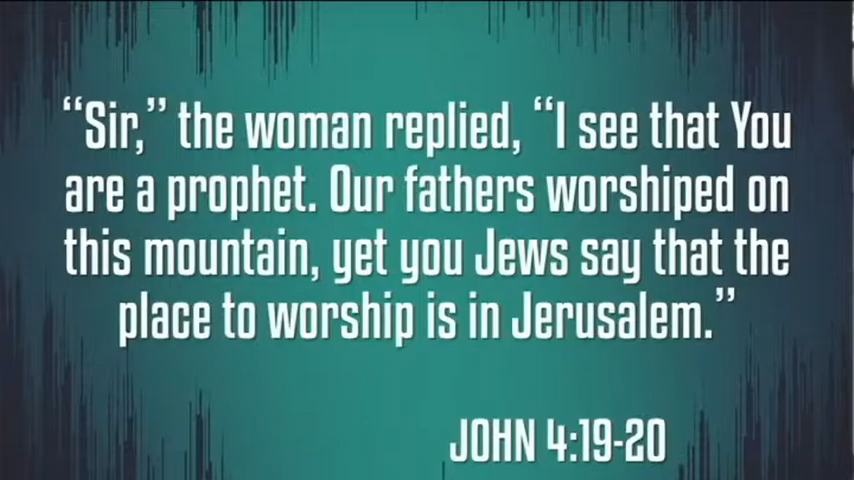 “Sir,” the woman replied, “I see that You
are a prophet. Our fathers worshiped on
this mountain, yet you Jews say that the
place to worship is in Jerusalem.”
JOHN 4:19-20